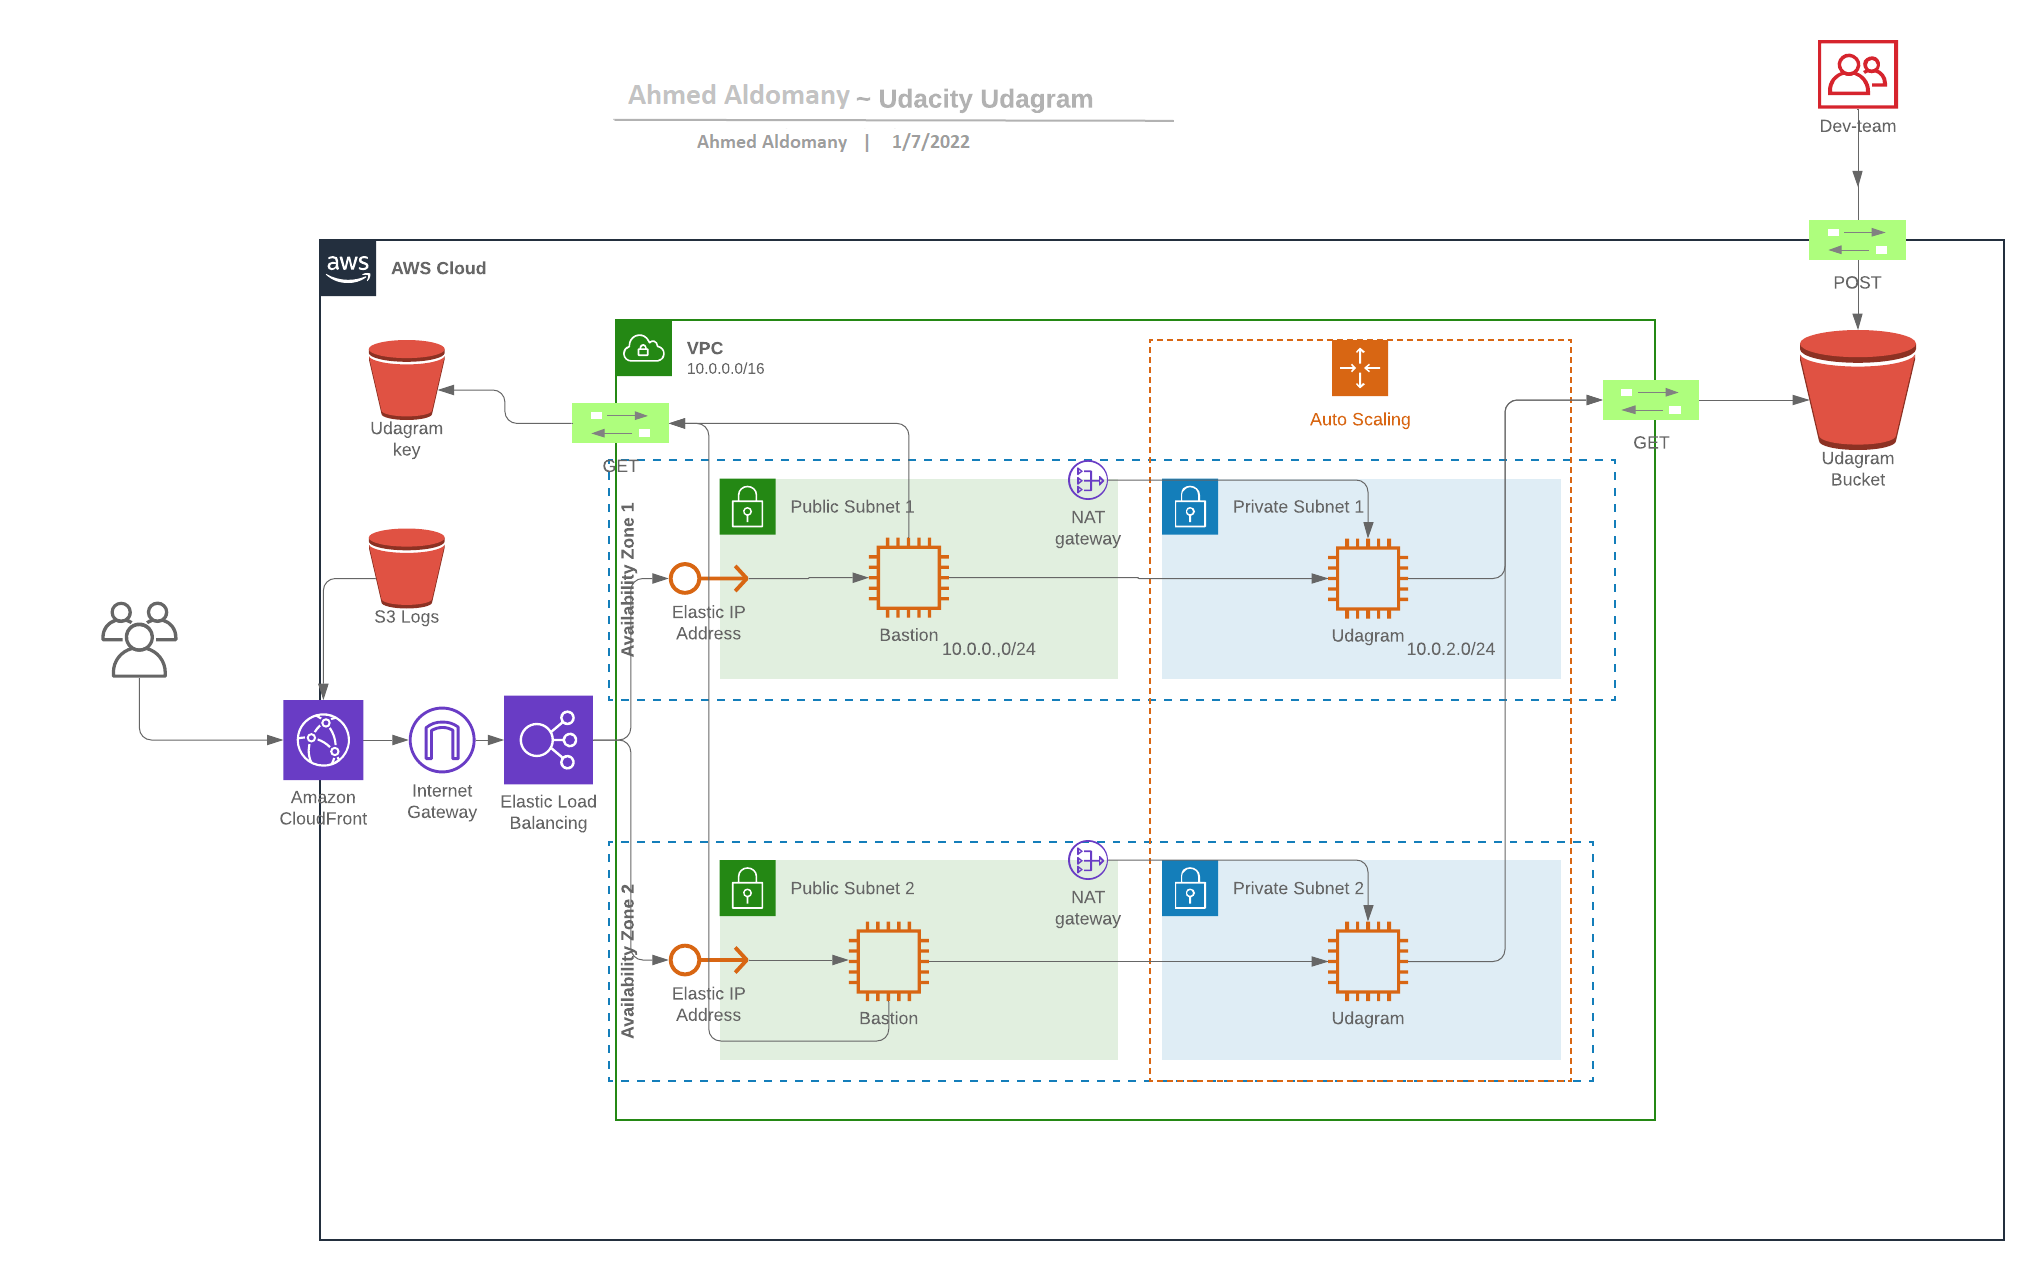 Ahmed Aldomany ~ Udacity Udagram
Ahmed Aldomany | 1/7/2022
Dev-team
POST
aws
AWS Cloud
VPC
10.0.0.0/16
Auto Scaling
Udagram
key
GET
GET
Udagram
Bucket
Availability Zone 1
Public Subnet 1
NAT
gateway
Private Subnet 1
Elastic IP
Address
Bastion
10.0.0.,0/24
Udagram
10.0.2.0/24
S3 Logs
Amazon
CloudFront
Internet
Gateway
Elastic Load
Balancing
Availability Zone 2
Public Subnet 2
NAT
gateway
Private Subnet 2
Elastic IP
Address
Bastion
Udagram